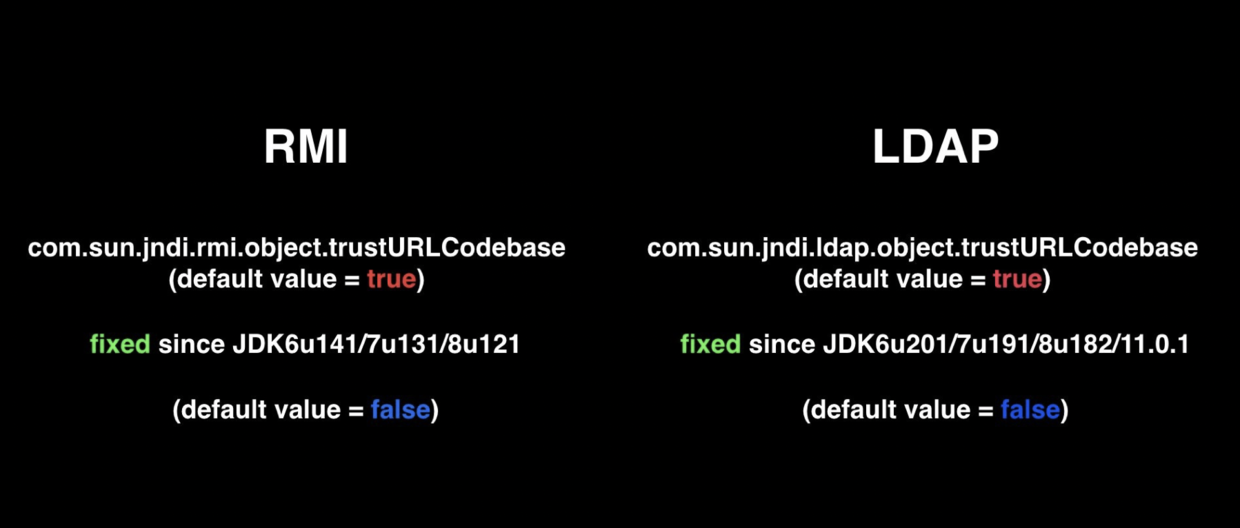 RMI
com.sun.jndi.rmi.object.trustURLCodebase
(default value = true)
fixed since JDK6u141/7u131/8u121
(default value = false)
LDAP
com.sun.jndi.ldap.object.trustURLCodebase
(default value = true)
fixed since JDK6u201/7u191/8u182/11.0.1
(default value = false)